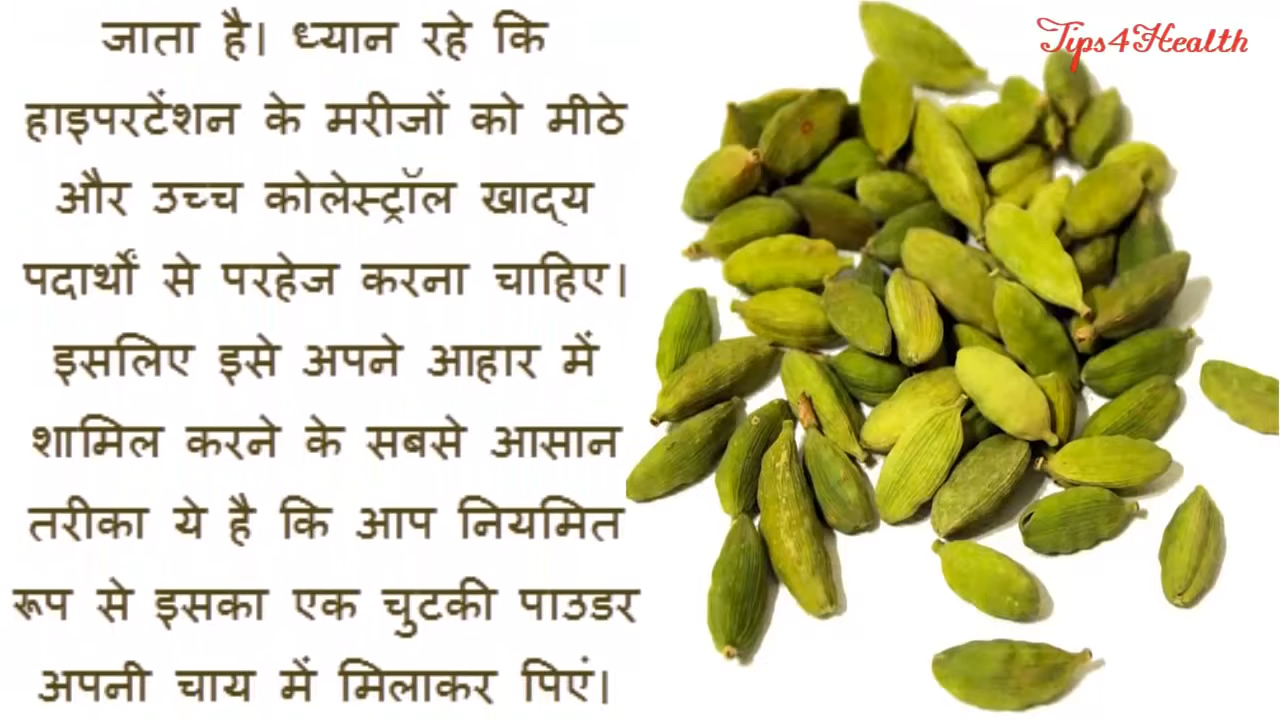 जाता है। ध्यान रहे कि
हाइपरटेंशन के मरीजों को मीठे
और उच्च कोलेस्ट्रॉल खाद्य
पदार्थों से परहेज करना चाहिए।
इसलिए इसे अपने आहार में
शामिल करने के सबसे आसान
तरीका ये है कि आप नियमित
रूप से इसका एक चुटकी पाउडर
अपनी चाय में मिलाकर पिएं।
Tips4Health